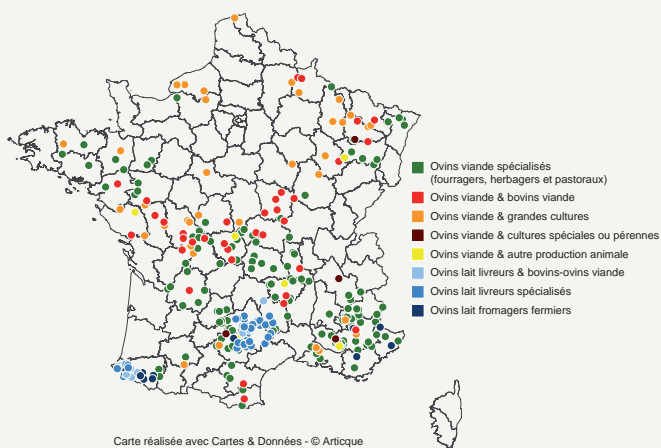 Ovins viande spécialisés
(fourragers, herbagers et pastoraux)
Ovins viande & bovins viande
Ovins viande & grandes cultures
Ovins viande & cultures spéciales ou pérennes
Ovins viande & autre production animale
Ovins lait livreurs & bovins-ovins viande
Ovins lait livreurs spécialisés
Ovins lait fromagers fermiers
Carte réalisée avec Cartes & Données - © Articque